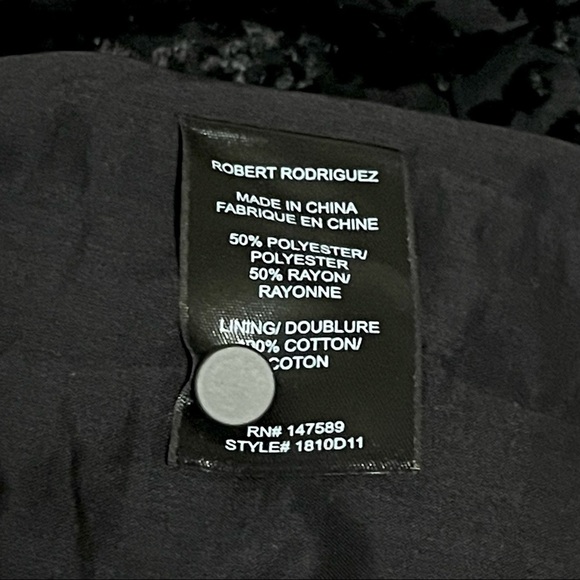 ROBERT RODRIGUEZ
MADE IN CHINA
FABRIQUE EN CHINE
50% POLYESTER/
POLYESTER
50% RAYON/
RAYONNE
LINING/ DOUBLURE
100% COTTON/
COTON
RN# 147589
STYLE# 1810D11